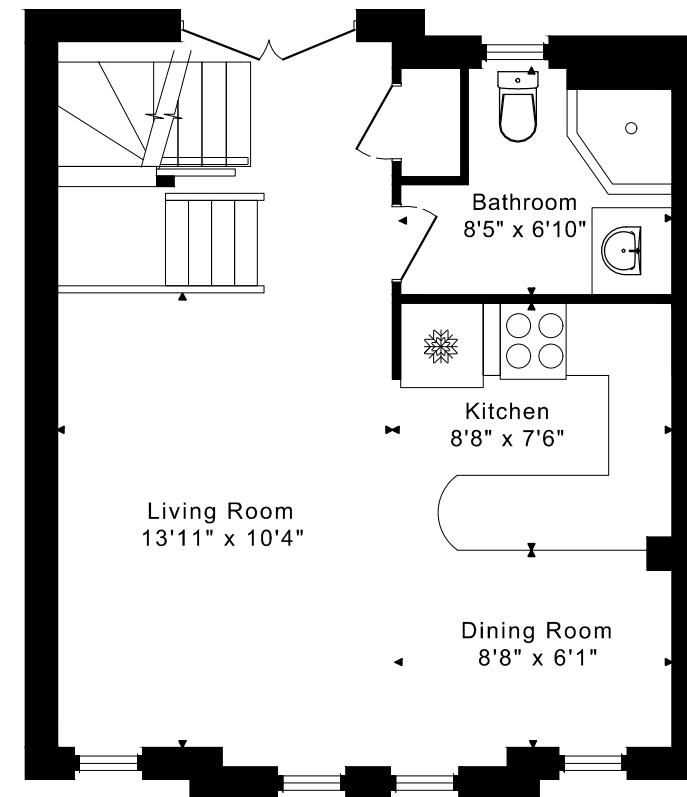 Bathroom
8'5" x 6'10"
Kitchen
8'8" x 7'6"
Living Room
13'11" x 10'4"
Dining Room
8'8" x 6'1"